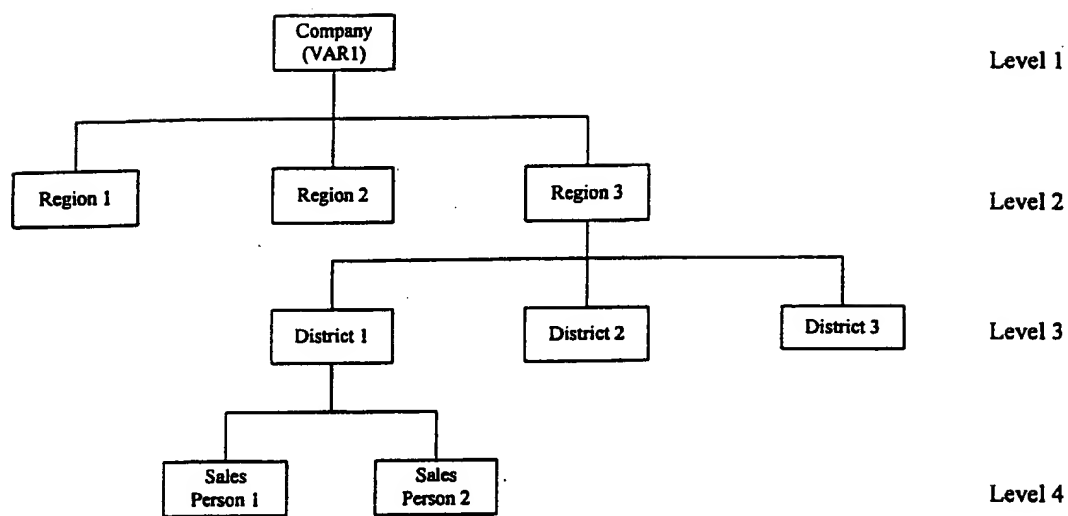 Company
(VAR1)
Level 1
Region 1
Region 2
Region 3
Level 2
District 1
District 2
District 3
Level 3
Sales
Person 1
Sales
Person 2
Level 4